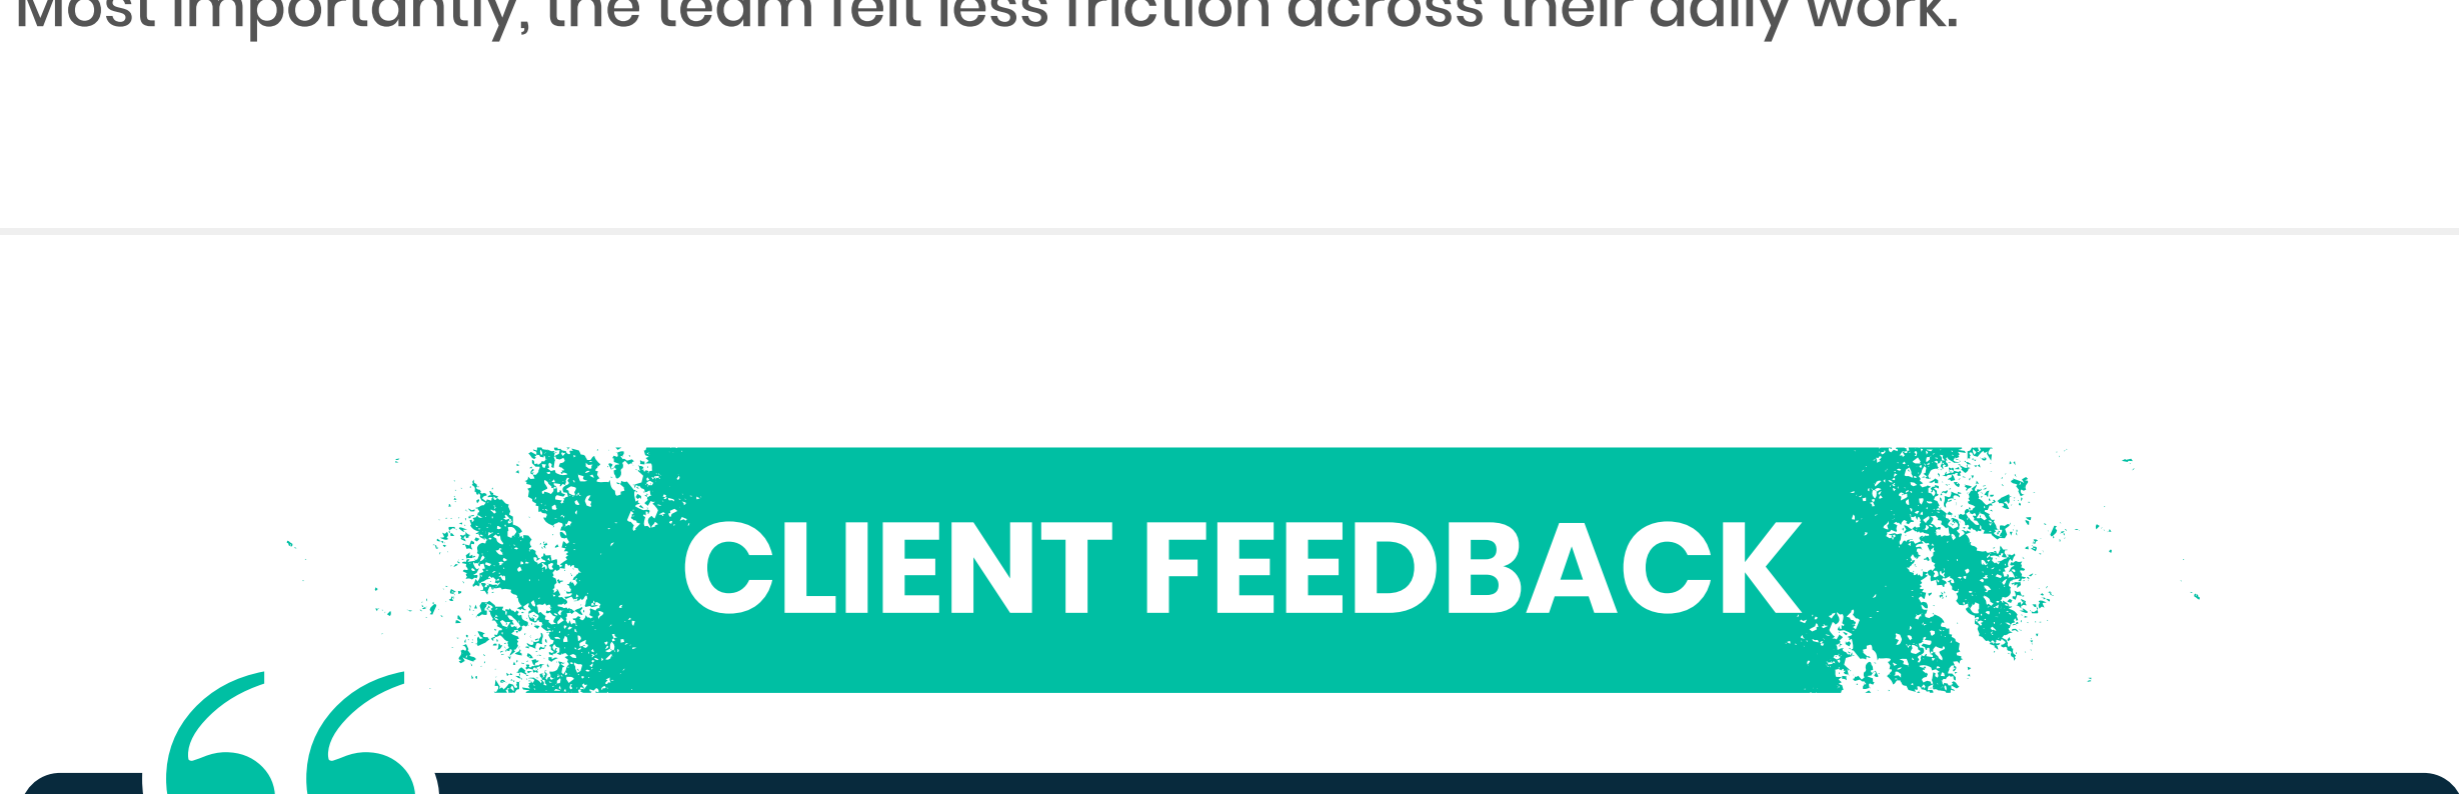 Most importantly, the team felt less friction across their daily work.
CLIENT FEEDBACK
“